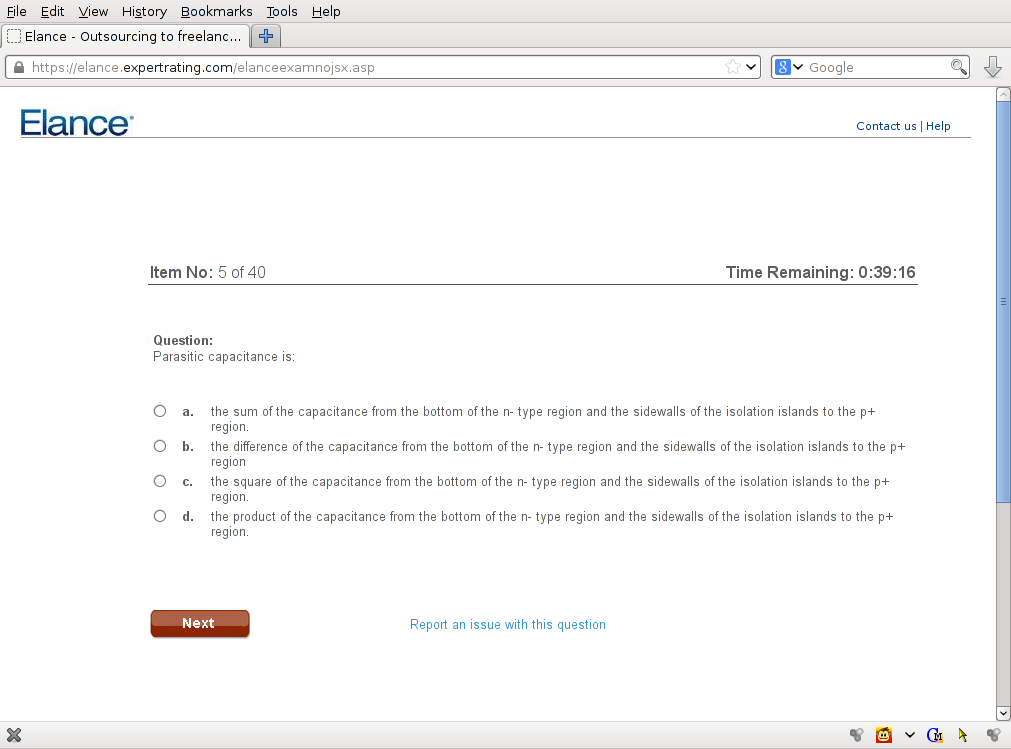 File Edit View History Bookmarks Tools Help
Elance - Outsourcing to freelanc...
https://elance.expertrating.com/elanceexamnojsx.asp
Google
Elance
Contact us | Help
Item No: 5 of 40
Time Remaining: 0:39:16
Question:
Parasitic capacitance is:
a. the sum of the capacitance from the bottom of the n- type region and the sidewalls of the isolation islands to the p+
region.
b. the difference of the capacitance from the bottom of the n- type region and the sidewalls of the isolation islands to the p+
region
c. the square of the capacitance from the bottom of the n- type region and the sidewalls of the isolation islands to the p+
region.
d. the product of the capacitance from the bottom of the n- type region and the sidewalls of the isolation islands to the p+
region.
Next
Report an issue with this question